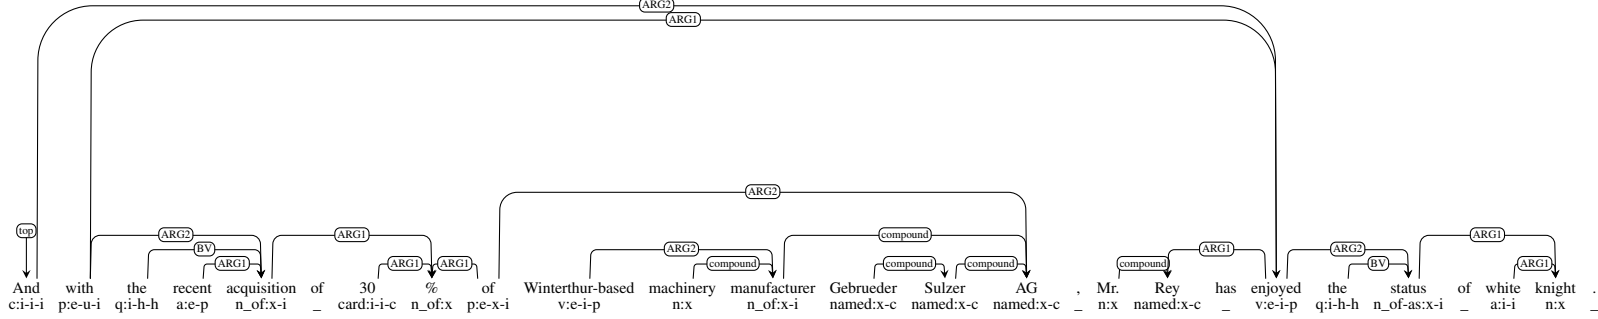 ARG2
ARG1
ARG2
top ARG2 ARG1 compound ARG1
BV ARG2 ARG1 ARG2
ARG1 ARG1 ARG1 compound compound compound compound BV ARG1
And with the recent acquisition of 30 % of Winterthur-based machinery manufacturer Gebrueder Sulzer AG , Mr. Rey has enjoyed the status of white knight .
c:i-i-i p:e-u-i q:i-h-h a:e-p n_of:x-i _ card:i-i-c n_of:x p:e-x-i v:e-i-p n:x n_of:x-i named:x-c named:x-c named:x-c _ n:x named:x-c _ v:e-i-p q:i-h-h n_of-as:x-i _ a:i-i n:x _